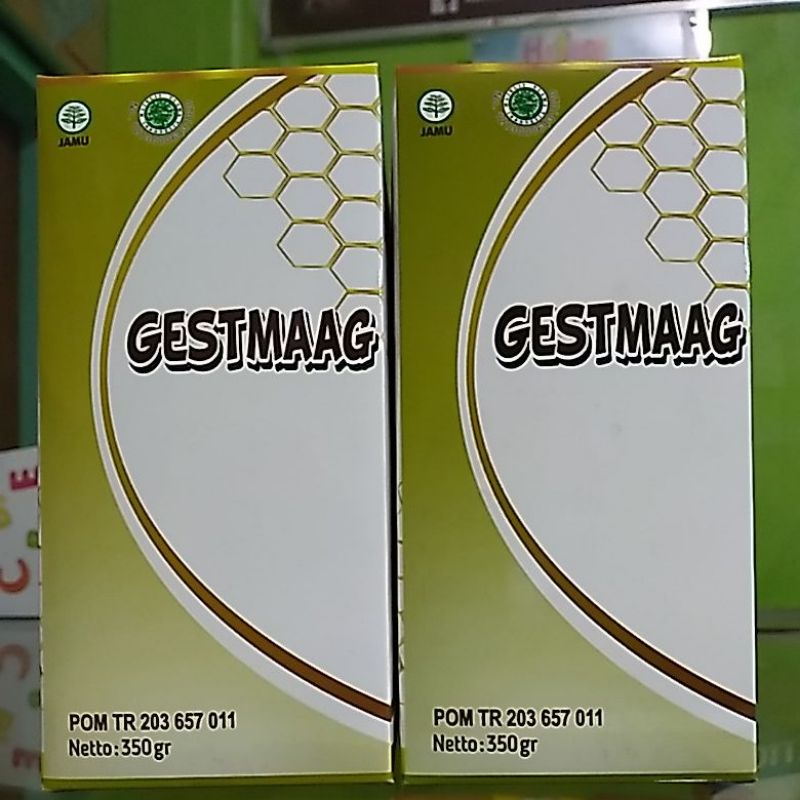 JAMU
GESTMAAG
POM TR 203 657 011
Netto:350gr
JAMU
GESTMAAG
POM TR 203 657 011
Netto:350gr